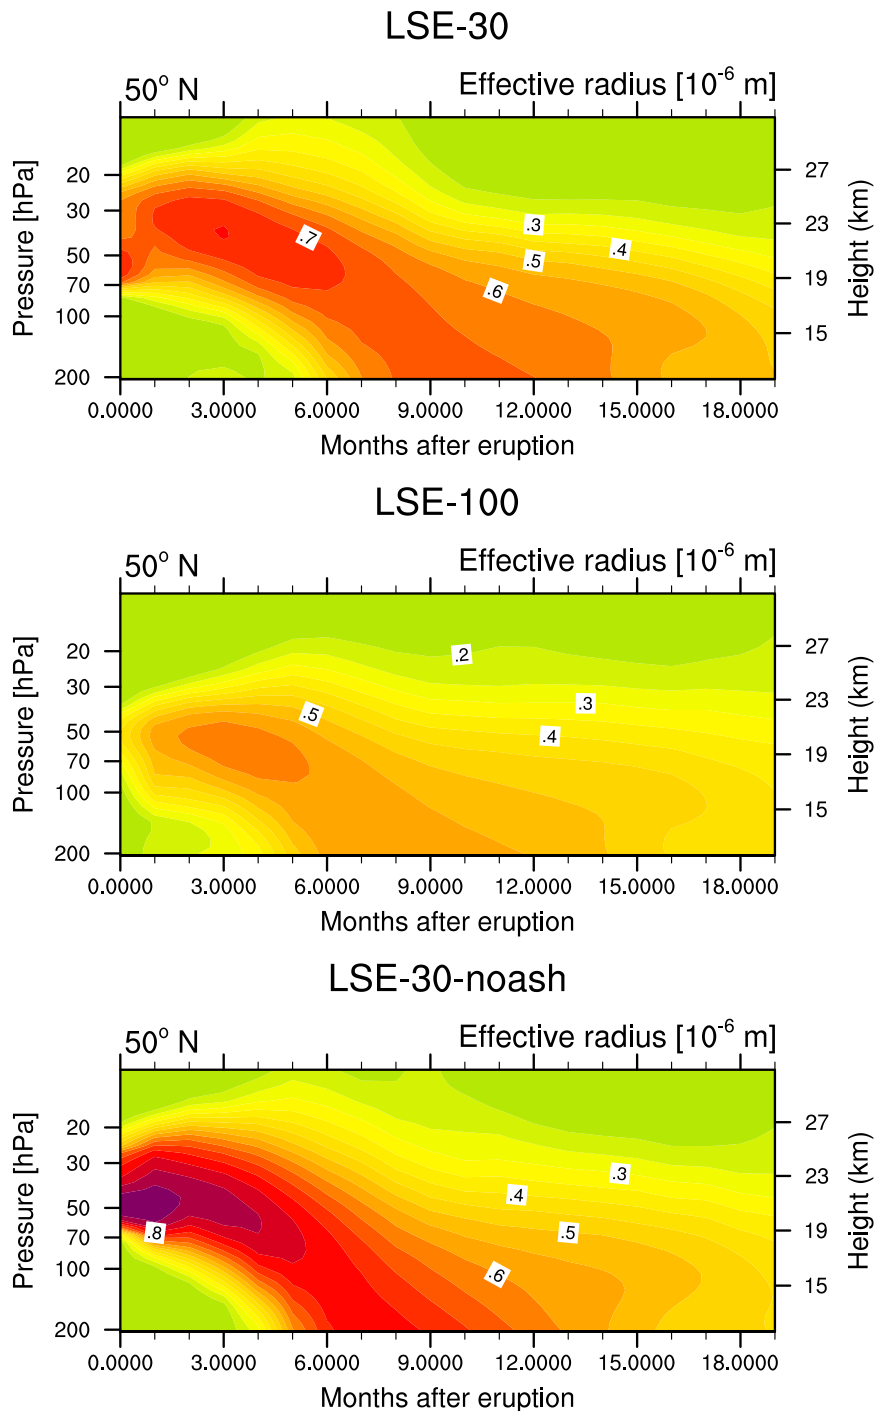 LSE-30
50° N Effective radius [10⁻⁶ m]
Pressure [hPa]
20
30
50
70
100
200
.7
.3
.4
.5
.6
27
23
19
15
Height (km)
0.0000 3.0000 6.0000 9.0000 12.0000 15.0000 18.0000
Months after eruption
LSE-100
50° N Effective radius [10⁻⁶ m]
Pressure [hPa]
20
30
50
70
100
200
.2
.3
.5
.4
27
23
19
15
Height (km)
0.0000 3.0000 6.0000 9.0000 12.0000 15.0000 18.0000
Months after eruption
LSE-30-noash
50° N Effective radius [10⁻⁶ m]
Pressure [hPa]
20
30
50
70
100
200
.3
.4
.8
.5
.6
27
23
19
15
Height (km)
0.0000 3.0000 6.0000 9.0000 12.0000 15.0000 18.0000
Months after eruption